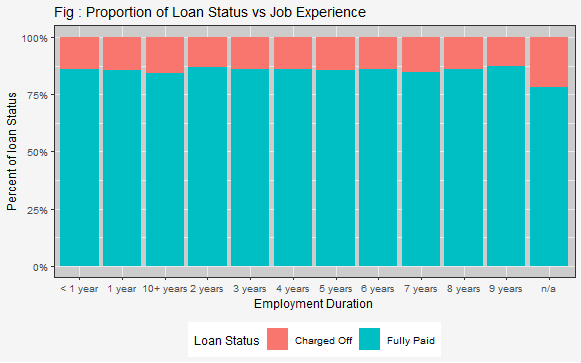 Fig : Proportion of Loan Status vs Job Experience
Percent of loan Status
100%
75%
50%
25%
0%
< 1 year 1 year 10+ years 2 years 3 years 4 years 5 years 6 years 7 years 8 years 9 years n/a
Employment Duration
Loan Status Charged Off Fully Paid